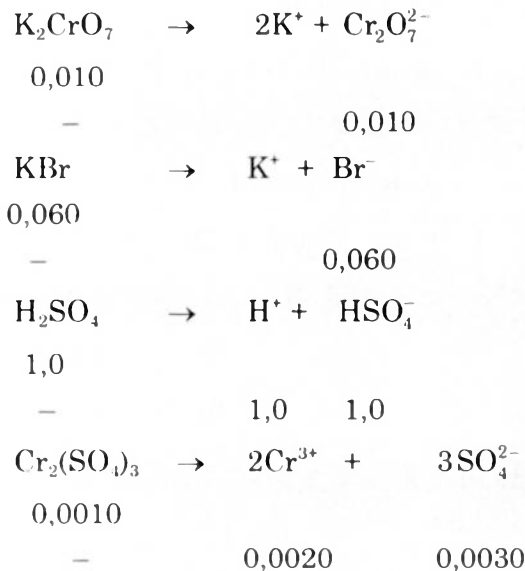 K₂CrO₇ → 2K⁺ + Cr₂O₇²⁻
0,010
– 0,010
KBr → K⁺ + Br⁻
0,060
– 0,060
H₂SO₄ → H⁺ + HSO₄⁻
1,0
– 1,0 1,0
Cr₂(SO₄)₃ → 2Cr³⁺ + 3SO₄²⁻
0,0010
– 0,0020 0,0030